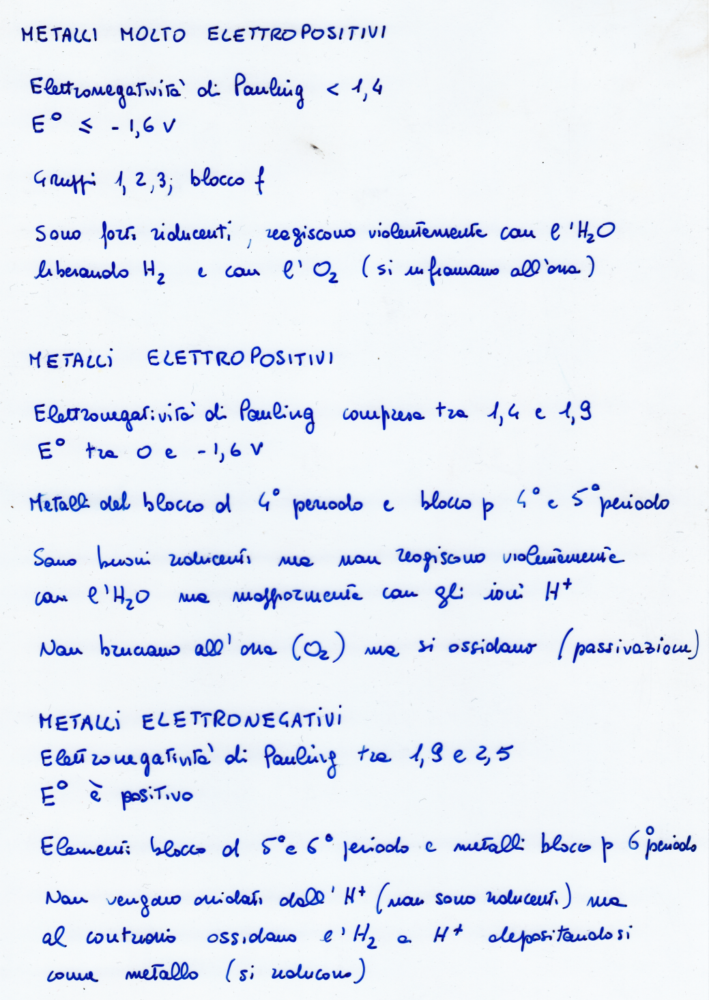 METALLI MOLTO ELETTROPOSITIVI
Elettronegatività di Pauling < 1,4
E° ≤ -1,6 V
Gruppi 1, 2, 3; blocco f
Sono forti riducenti, reagiscono violentemente con l'H₂O
liberando H₂ e con l'O₂ (si infiammano all'aria)
METALLI ELETTROPOSITIVI
Elettronegatività di Pauling compresa tra 1,4 e 1,9
E° tra 0 e -1,6 V
Metalli del blocco d 4° periodo e blocco p 4° e 5° periodo
Sono buoni riducenti ma non reagiscono violentemente
con l'H₂O ma maggiormente con gli ioni H⁺
Non bruciano all'aria (O₂) ma si ossidano (passivazione)
METALLI ELETTRONEGATIVI
Elettronegatività di Pauling tra 1,9 e 2,5
E° è positivo
Elementi blocco d 5° e 6° periodo e metalli blocco p 6° periodo
Non vengono ossidati dall'H⁺ (non sono riducenti) ma
al contrario ossidano l'H₂ a H⁺ depositandosi
come metallo (si riducono)